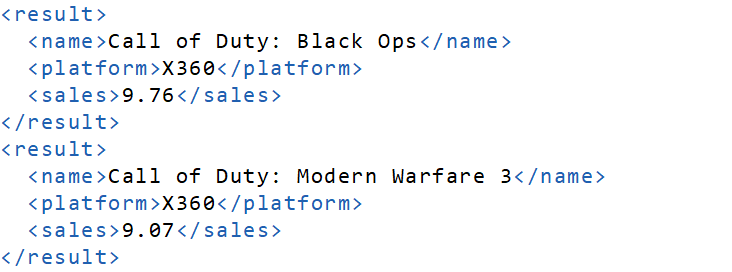 <result>
<name>Call of Duty: Black Ops</name>
<platform>X360</platform>
<sales>9.76</sales>
</result>
<result>
<name>Call of Duty: Modern Warfare 3</name>
<platform>X360</platform>
<sales>9.07</sales>
</result>